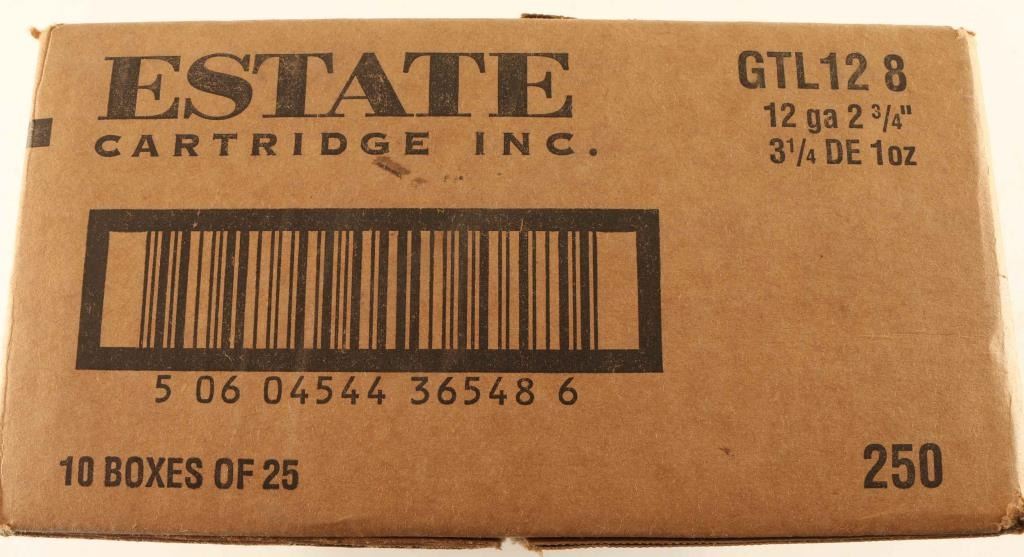 ESTATE
CARTRIDGE INC.
GTL12 8
12 ga 2 3/4"
3 1/4 DE 1oz
5 06 04544 36548 6
10 BOXES OF 25
250